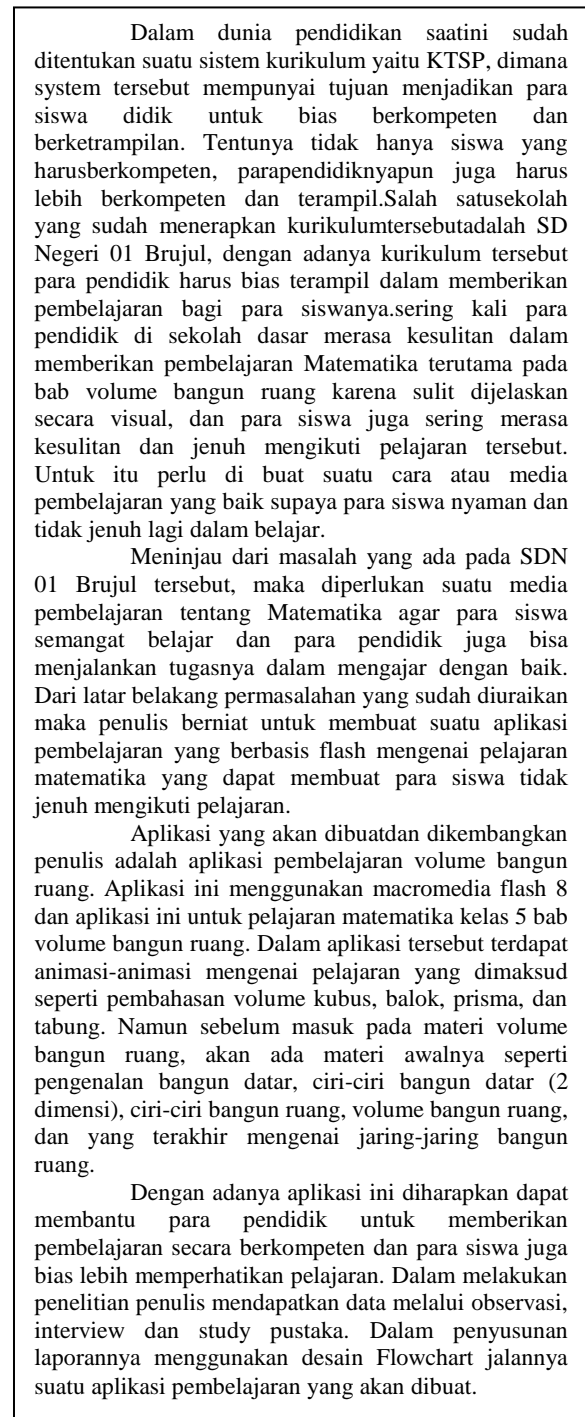 Dalam dunia pendidikan saatini sudah
ditentukan suatu sistem kurikulum yaitu KTSP, dimana
system tersebut mempunyai tujuan menjadikan para
siswa didik untuk bias berkompeten dan
berketrampilan. Tentunya tidak hanya siswa yang
harusberkompeten, parapendidiknyapun juga harus
lebih berkompeten dan terampil.Salah satusekolah
yang sudah menerapkan kurikulumtersebutadalah SD
Negeri 01 Brujul, dengan adanya kurikulum tersebut
para pendidik harus bias terampil dalam memberikan
pembelajaran bagi para siswanya.sering kali para
pendidik di sekolah dasar merasa kesulitan dalam
memberikan pembelajaran Matematika terutama pada
bab volume bangun ruang karena sulit dijelaskan
secara visual, dan para siswa juga sering merasa
kesulitan dan jenuh mengikuti pelajaran tersebut.
Untuk itu perlu di buat suatu cara atau media
pembelajaran yang baik supaya para siswa nyaman dan
tidak jenuh lagi dalam belajar.
Meninjau dari masalah yang ada pada SDN
01 Brujul tersebut, maka diperlukan suatu media
pembelajaran tentang Matematika agar para siswa
semangat belajar dan para pendidik juga bisa
menjalankan tugasnya dalam mengajar dengan baik.
Dari latar belakang permasalahan yang sudah diuraikan
maka penulis berniat untuk membuat suatu aplikasi
pembelajaran yang berbasis flash mengenai pelajaran
matematika yang dapat membuat para siswa tidak
jenuh mengikuti pelajaran.
Aplikasi yang akan dibuatdan dikembangkan
penulis adalah aplikasi pembelajaran volume bangun
ruang. Aplikasi ini menggunakan macromedia flash 8
dan aplikasi ini untuk pelajaran matematika kelas 5 bab
volume bangun ruang. Dalam aplikasi tersebut terdapat
animasi-animasi mengenai pelajaran yang dimaksud
seperti pembahasan volume kubus, balok, prisma, dan
tabung. Namun sebelum masuk pada materi volume
bangun ruang, akan ada materi awalnya seperti
pengenalan bangun datar, ciri-ciri bangun datar (2
dimensi), ciri-ciri bangun ruang, volume bangun ruang,
dan yang terakhir mengenai jaring-jaring bangun
ruang.
Dengan adanya aplikasi ini diharapkan dapat
membantu para pendidik untuk memberikan
pembelajaran secara berkompeten dan para siswa juga
bias lebih memperhatikan pelajaran. Dalam melakukan
penelitian penulis mendapatkan data melalui observasi,
interview dan study pustaka. Dalam penyusunan
laporannya menggunakan desain Flowchart jalannya
suatu aplikasi pembelajaran yang akan dibuat.